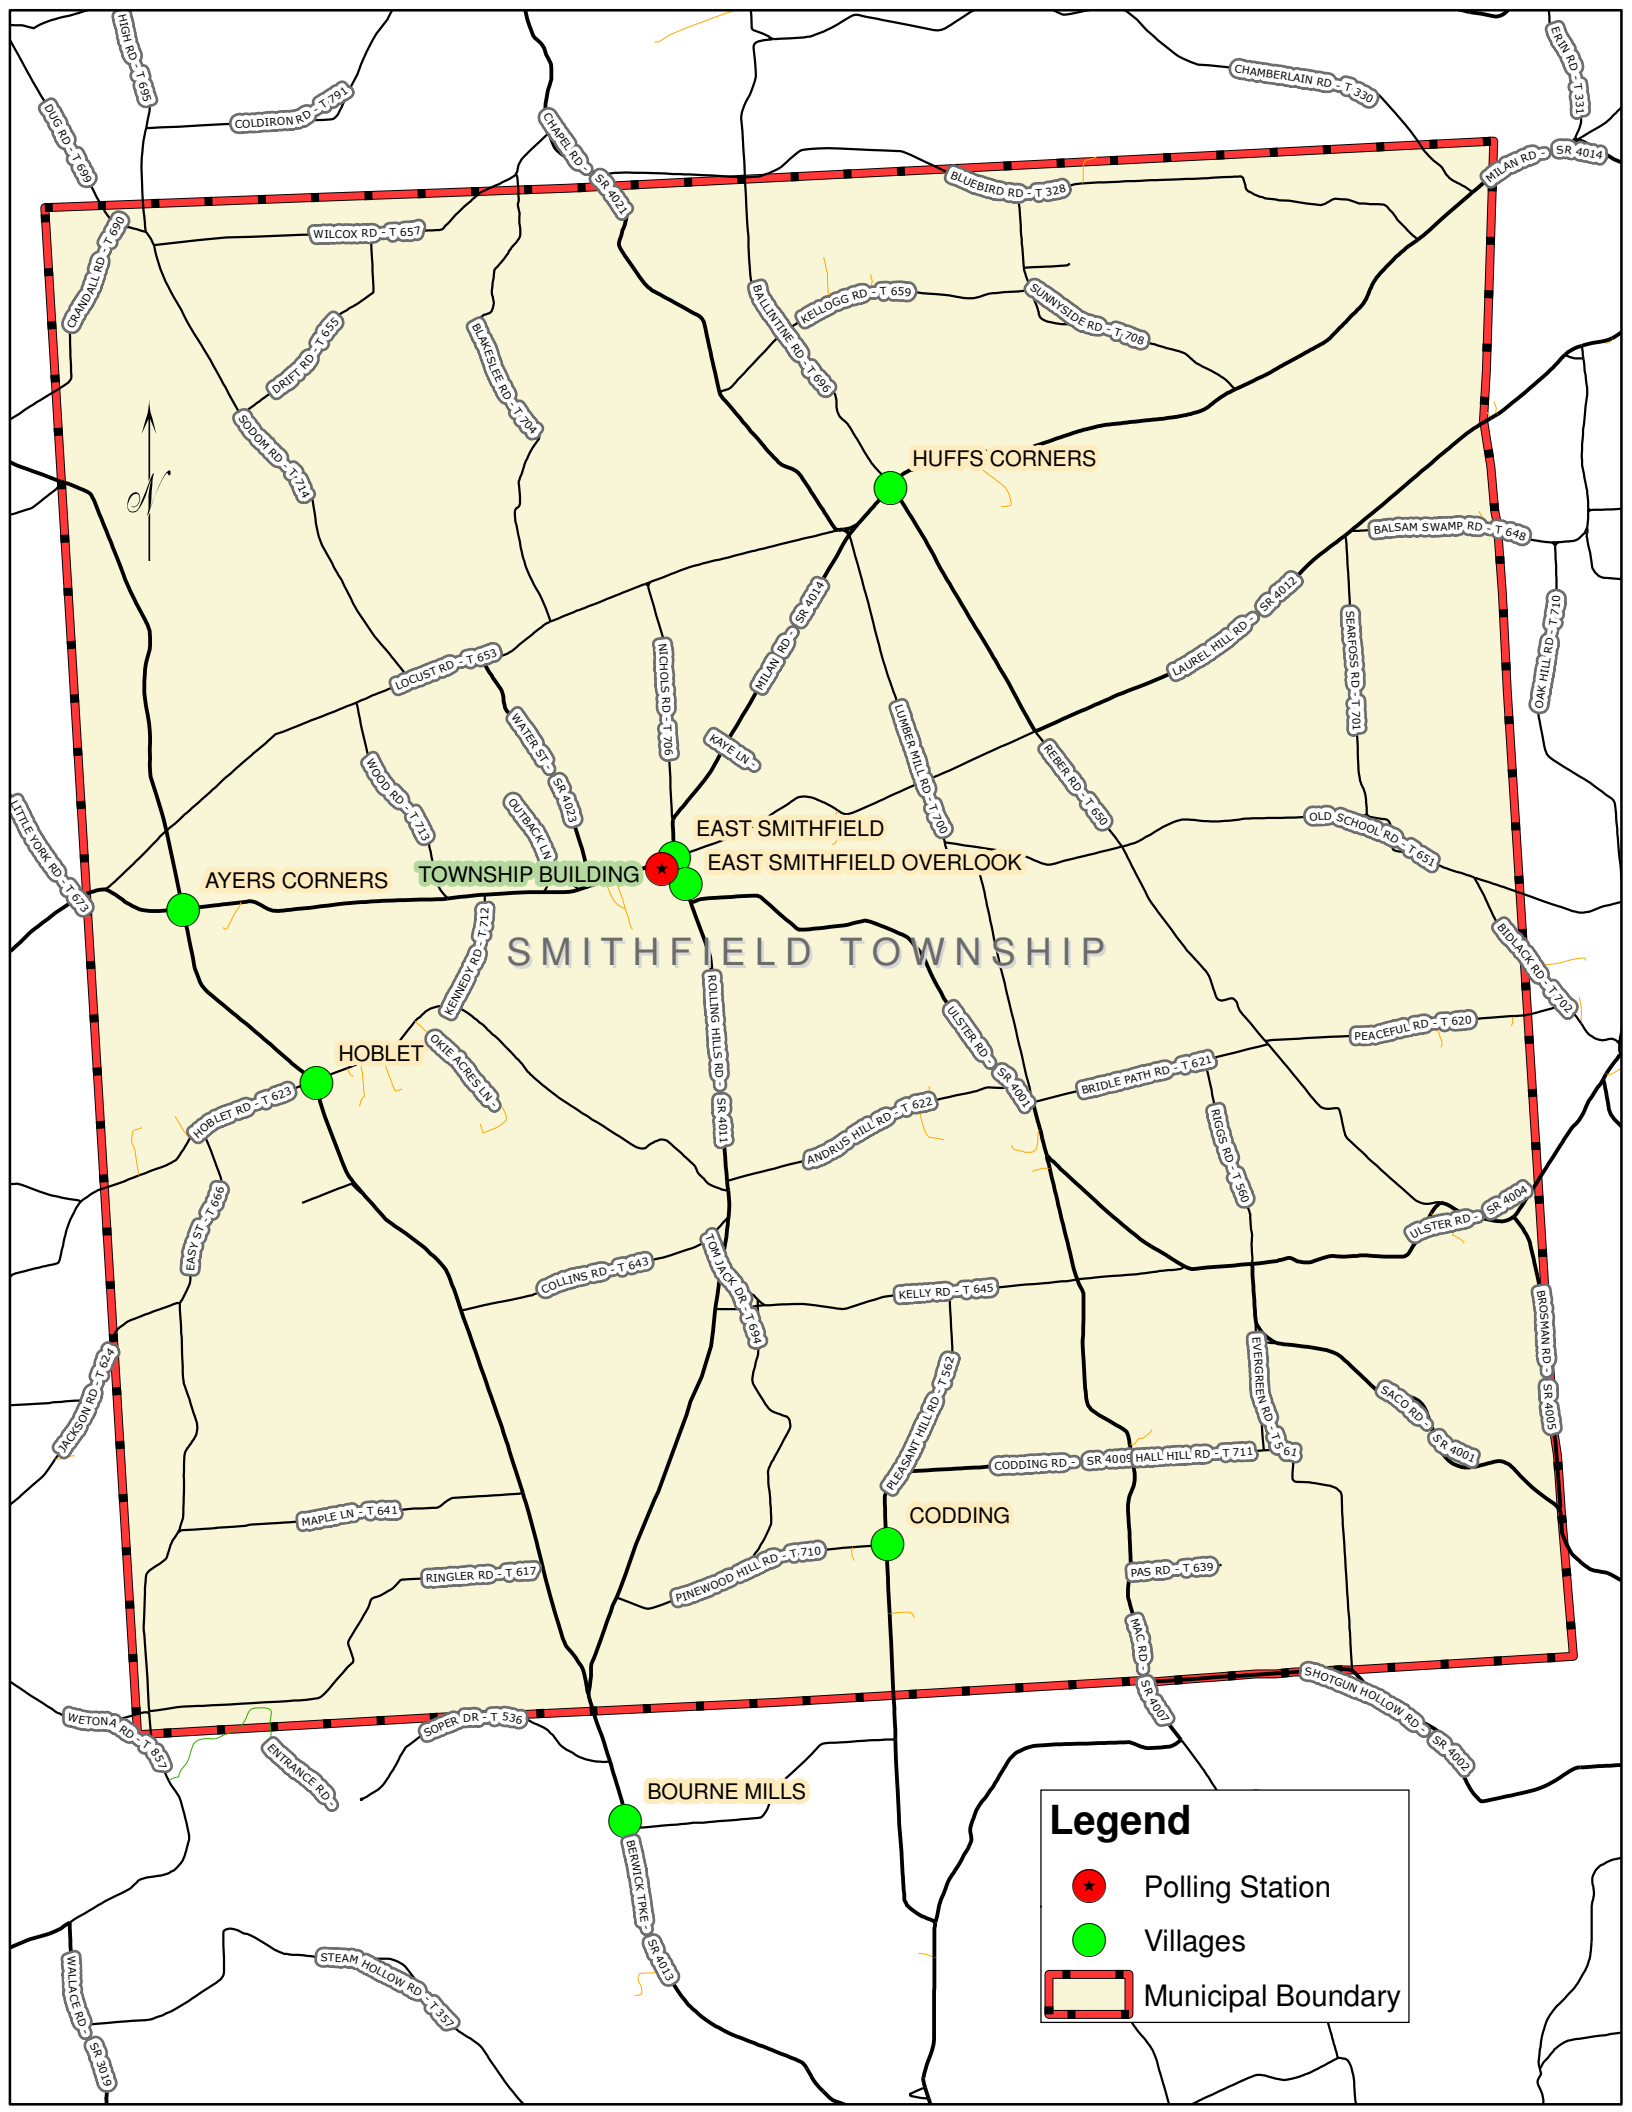 HIGH RD - T 695
DUG RD - T 699
COLDIRON RD - T 791
CHAPEL RD - SR 4021
CHAMBERLAIN RD - T 330
ERIN RD - T 331
MILAN RD - SR 4014
BLUEBIRD RD - T 328
CRANDALL RD - T 690
WILCOX RD - T 657
KELLOGG RD - T 659
BALLINTINE RD - T 696
SUNNYSIDE RD - T 708
DRIFT RD - T 655
BLAKESLEE RD - T 704
SODOM RD - T 714
N
HUFFS CORNERS
BALSAM SWAMP RD - T 648
MILAN RD - SR 4014
LAUREL HILL RD - SR 4012
SEARFOSS RD - T 701
OAK HILL RD - T 710
LOCUST RD - T 653
NICHOLS RD - T 706
WATER ST - SR 4023
KAYE LN -
LUMBER MILL RD - T 700
REBER RD - T 650
WOOD RD - T 713
OUTBACK LN
LITTLE YORK RD - T 673
EAST SMITHFIELD
OLD SCHOOL RD - T 651
EAST SMITHFIELD OVERLOOK
TOWNSHIP BUILDING
AYERS CORNERS
KENNEDY RD - T 712
SMITHFIELD TOWNSHIP
BIDLACK RD - T 702
ROLLING HILLS RD - SR 4011
ULSTER RD - SR 4001
PEACEFUL RD - T 620
HOBLET
OKIE ACRES LN -
BRIDLE PATH RD - T 621
HOBLET RD - T 623
ANDRUS HILL RD - T 622
RIGGS RD - T 560
EASY ST - T 666
ULSTER RD - SR 4004
COLLINS RD - T 643
TOM JACK DR - T 694
KELLY RD - T 645
BROSMAN RD - SR 4005
JACKSON RD - T 624
PLEASANT HILL RD - T 562
EVERGREEN RD - T 561
SACO RD - SR 4001
CODDING RD - SR 4009
HALL HILL RD - T 711
MAPLE LN - T 641
CODDING
PINEWOOD HILL RD - T 710
RINGLER RD - T 617
PAS RD - T 639
MAC RD - SR 4007
SHOTGUN HOLLOW RD - SR 4002
WETONA RD - T 857
SOPER DR - T 536
ENTRANCE RD -
BOURNE MILLS
BERWICK TPKE - SR 4013
WALLACE RD - SR 3019
STEAM HOLLOW RD - T 357
Legend
Polling Station
Villages
Municipal Boundary